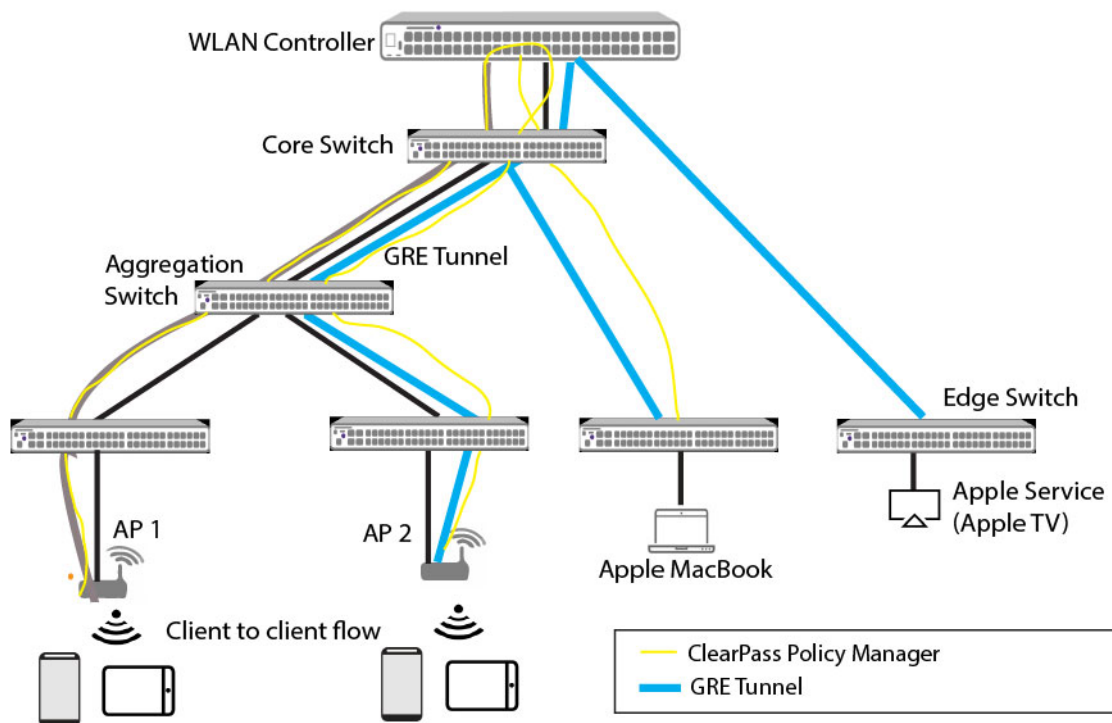 WLAN Controller
Core Switch
GRE Tunnel
Aggregation
Switch
Edge Switch
AP 1
AP 2
Apple MacBook
Apple Service
(Apple TV)
Client to client flow
ClearPass Policy Manager
GRE Tunnel